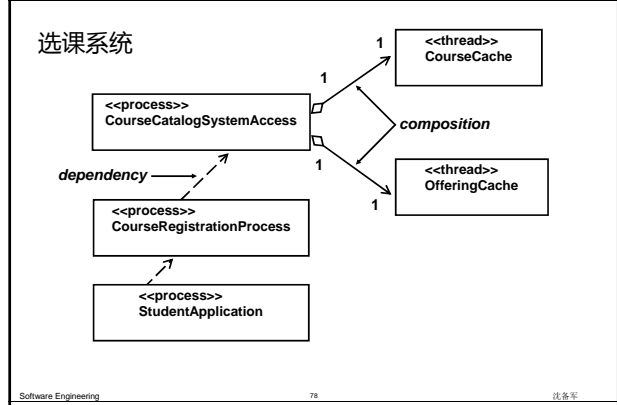 选课系统
1
<<thread>>
CourseCache
1
<<process>>
CourseCatalogSystemAccess
composition
1
<<thread>>
OfferingCache
1
dependency
<<process>>
CourseRegistrationProcess
<<process>>
StudentApplication
Software Engineering
78
沈备军